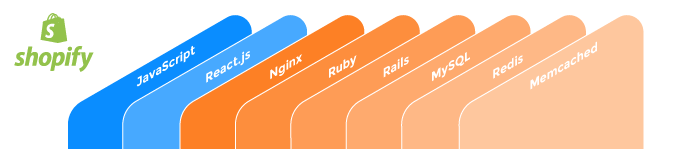 shopify
JavaScript
React.js
Nginx
Ruby
Rails
MySQL
Redis
Memcached